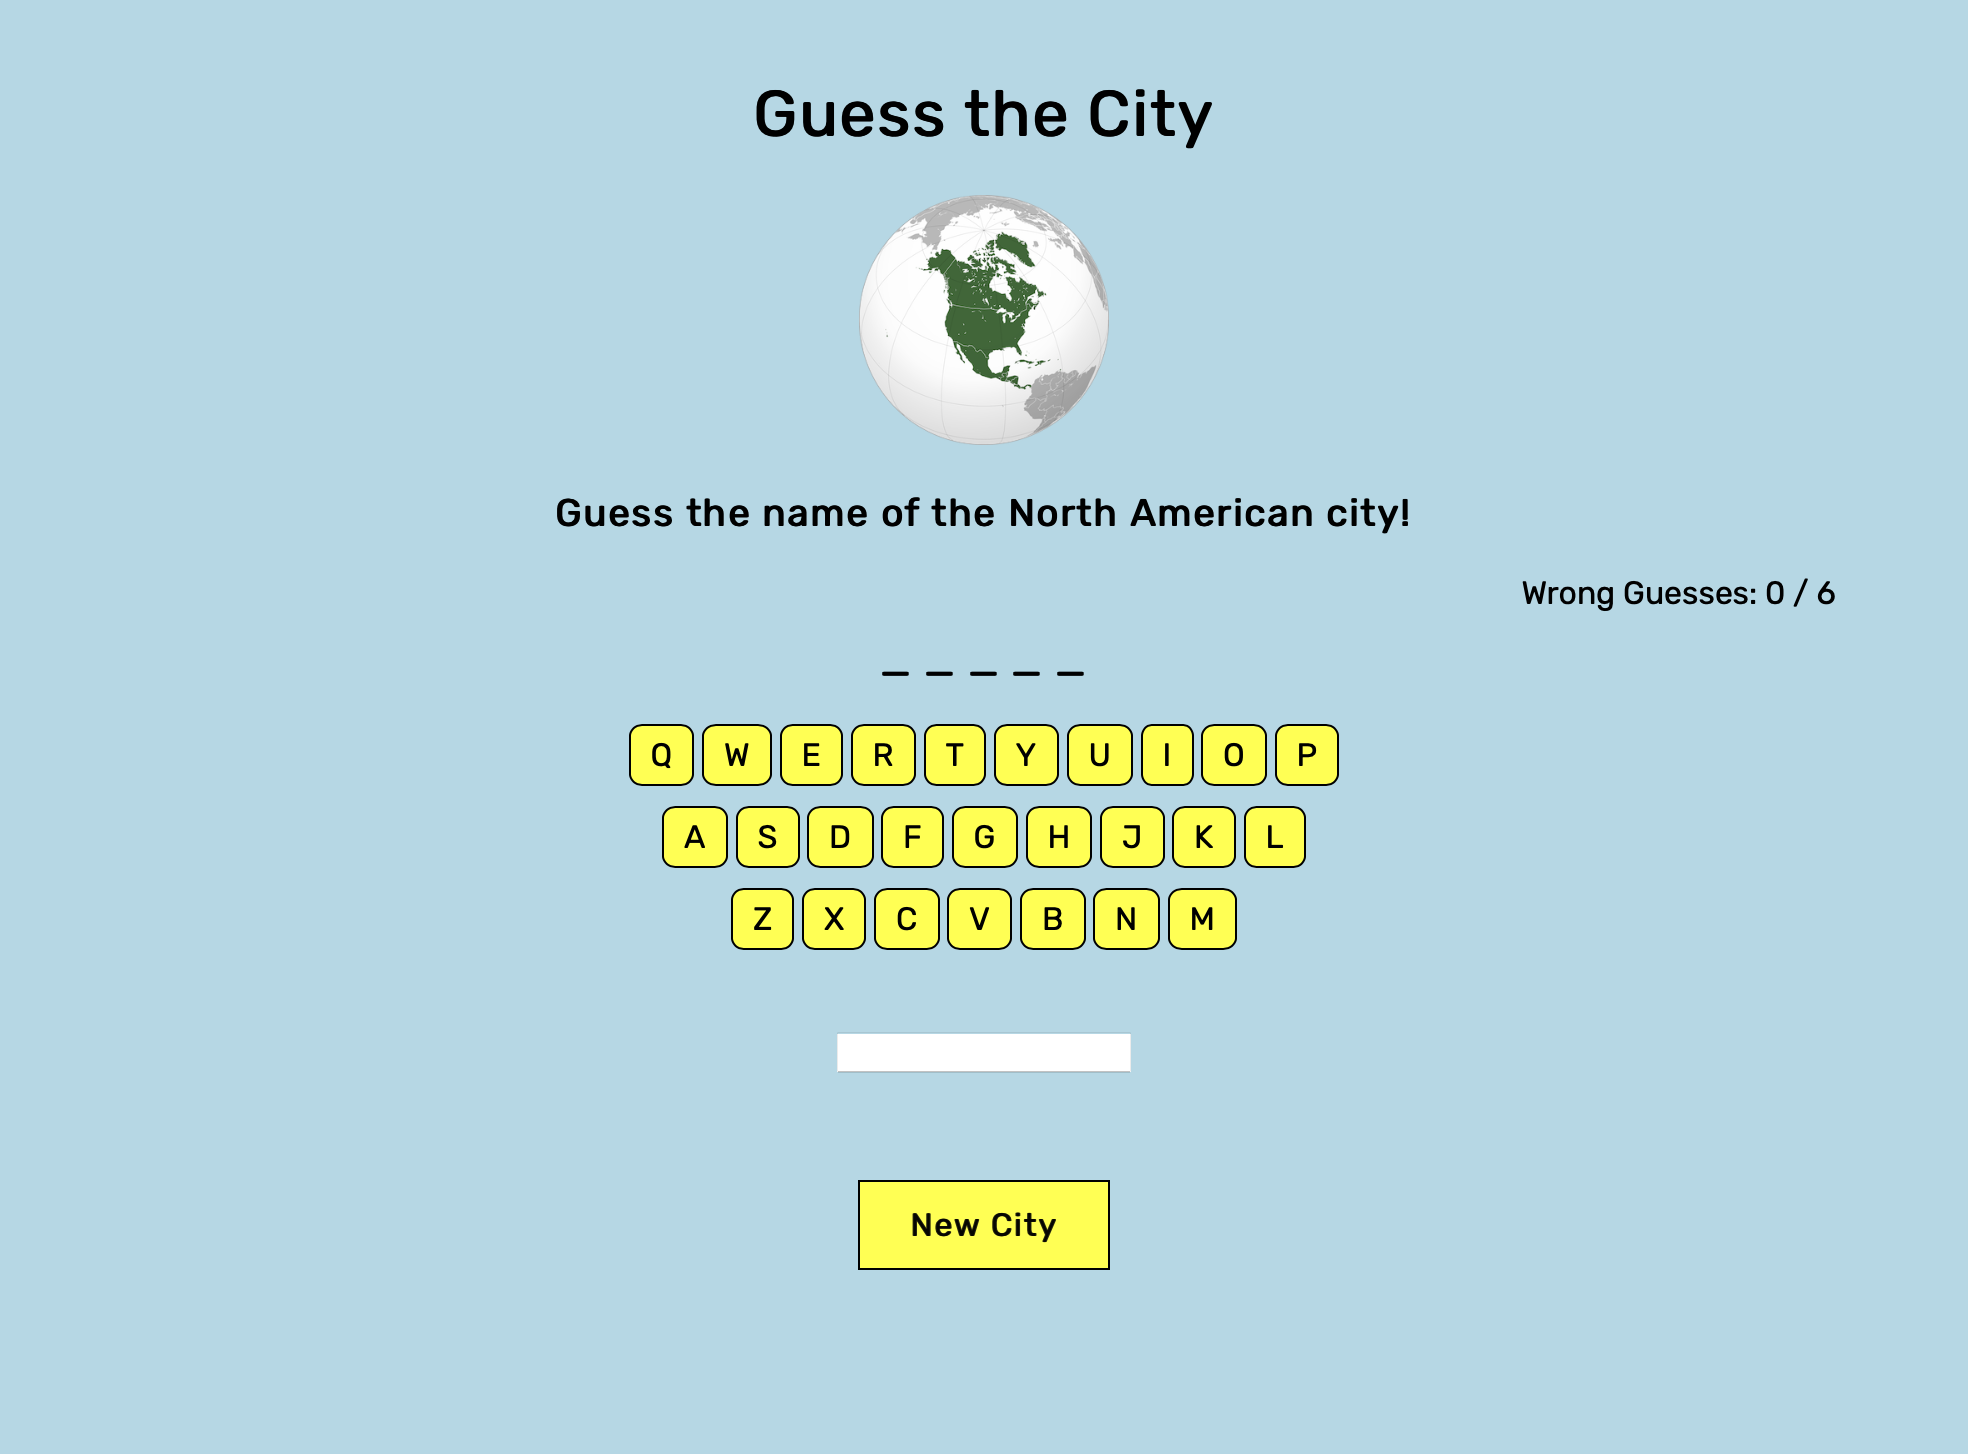 Guess the City
Guess the name of the North American city!
Wrong Guesses: 0 / 6
_ _ _ _ _
Q W E R T Y U I O P
A S D F G H J K L
Z X C V B N M
New City